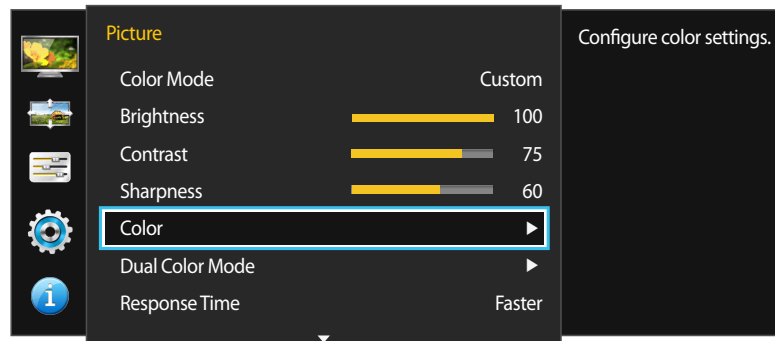 Picture
Configure color settings.
Color Mode Custom
Brightness 100
Contrast 75
Sharpness 60
Color ▶
Dual Color Mode ▶
Response Time Faster